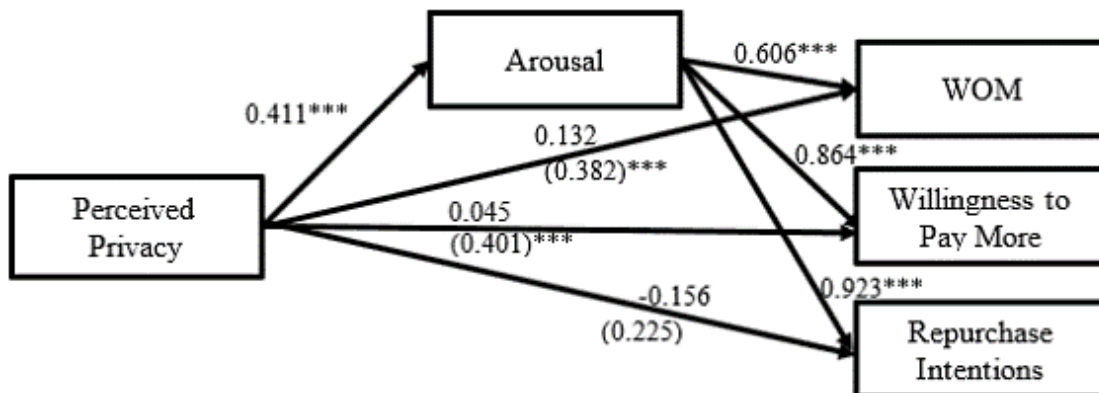 Arousal
0.606***
WOM
0.411***
0.132
(0.382)***
0.864***
Perceived
Privacy
0.045
(0.401)***
Willingness to
Pay More
-0.156
(0.225)
0.923***
Repurchase
Intentions